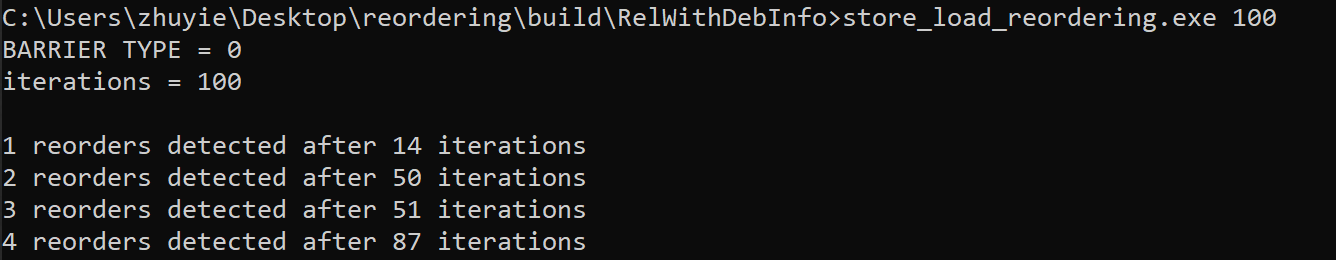 C:\Users\zhuyie\Desktop\reordering\build\RelWithDebInfo>store_load_reordering.exe 100
BARRIER TYPE = 0
iterations = 100
1 reorders detected after 14 iterations
2 reorders detected after 50 iterations
3 reorders detected after 51 iterations
4 reorders detected after 87 iterations